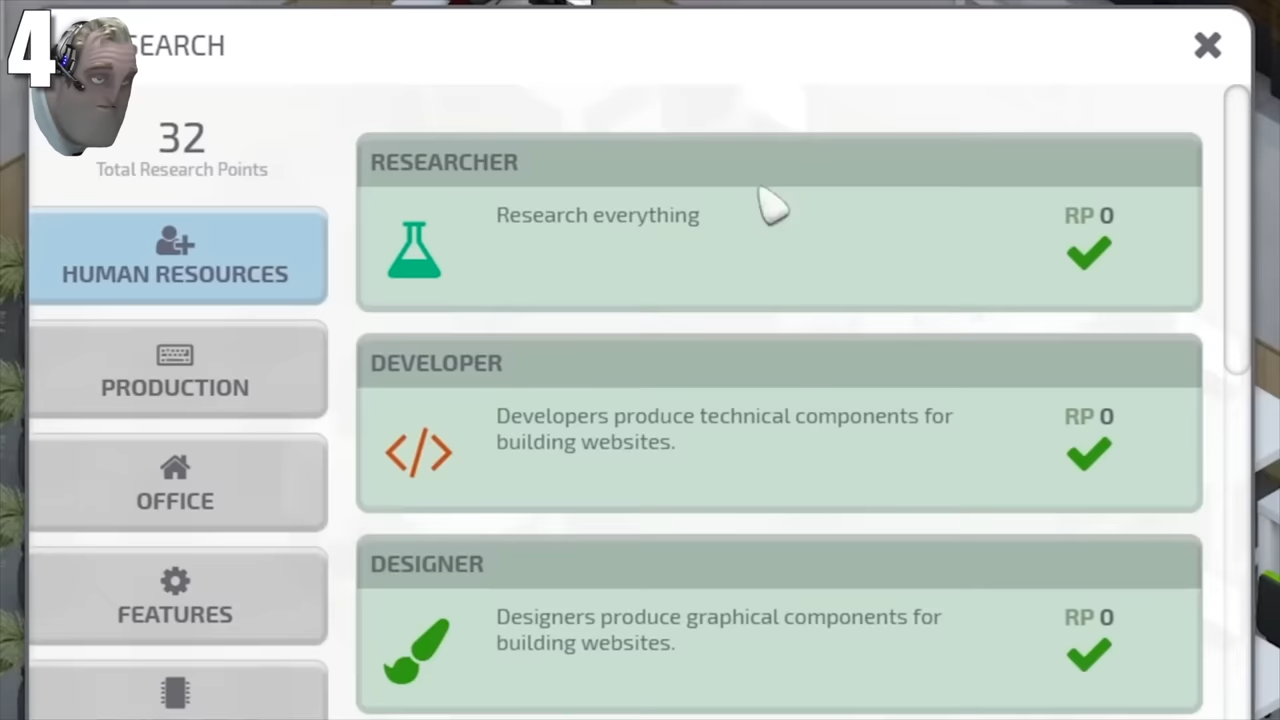 4
SEARCH
32
Total Research Points
HUMAN RESOURCES
PRODUCTION
OFFICE
FEATURES
RESEARCHER
Research everything
RP 0
DEVELOPER
Developers produce technical components for
building websites.
RP 0
DESIGNER
Designers produce graphical components for
building websites.
RP 0